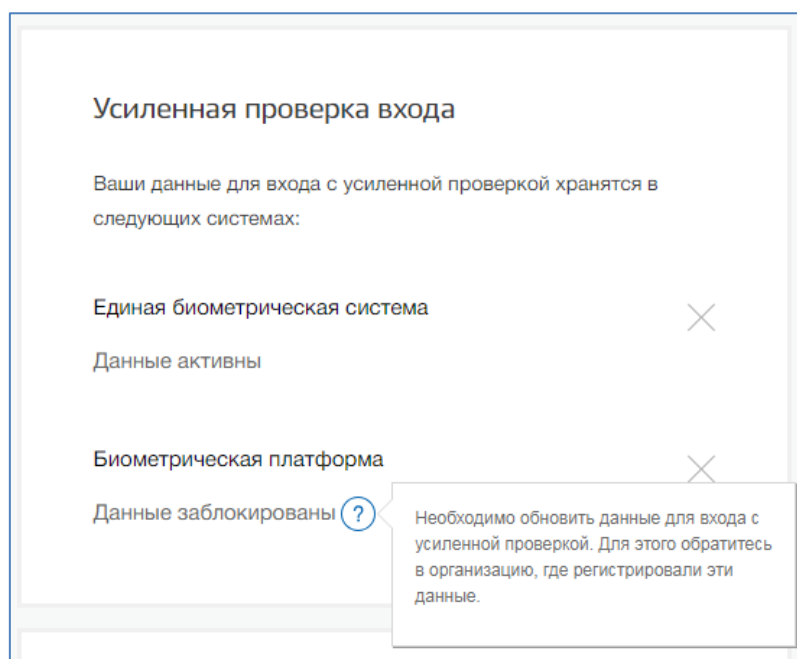 Усиленная проверка входа
Ваши данные для входа с усиленной проверкой хранятся в
следующих системах:
Единая биометрическая система
Данные активны
Биометрическая платформа
Данные заблокированы ?
Необходимо обновить данные для входа с
усиленной проверкой. Для этого обратитесь
в организацию, где регистрировали эти
данные.